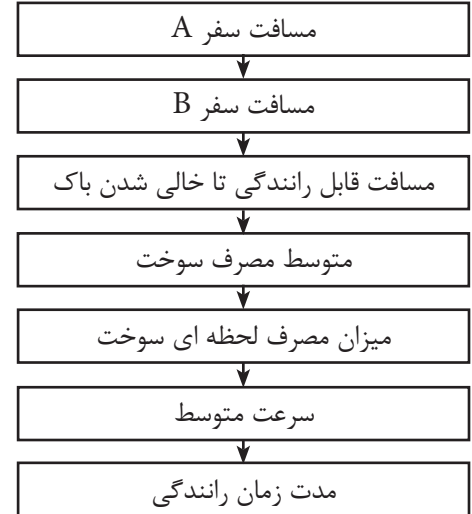 مسافت سفر A
مسافت سفر B
مسافت قابل رانندگی تا خالی شدن باک
متوسط مصرف سوخت
میزان مصرف لحظه ای سوخت
سرعت متوسط
مدت زمان رانندگی